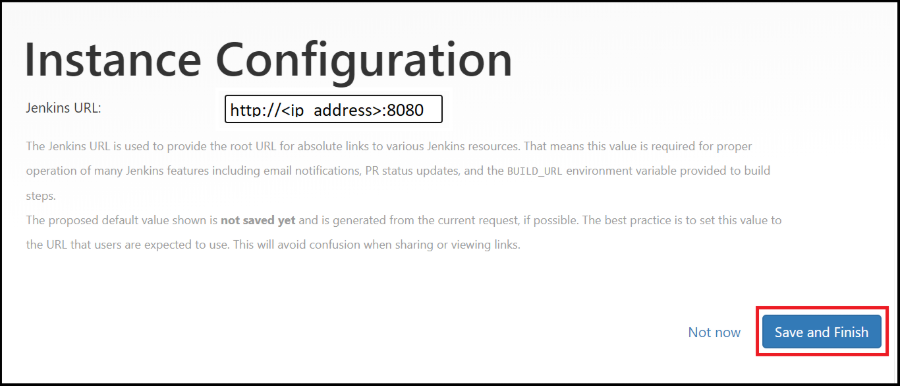 Instance Configuration
Jenkins URL:
http://<ip_address>:8080
The Jenkins URL is used to provide the root URL for absolute links to various Jenkins resources. That means this value is required for proper
operation of many Jenkins features including email notifications, PR status updates, and the BUILD_URL environment variable provided to build
steps.
The proposed default value shown is not saved yet and is generated from the current request, if possible. The best practice is to set this value to
the URL that users are expected to use. This will avoid confusion when sharing or viewing links.
Not now
Save and Finish